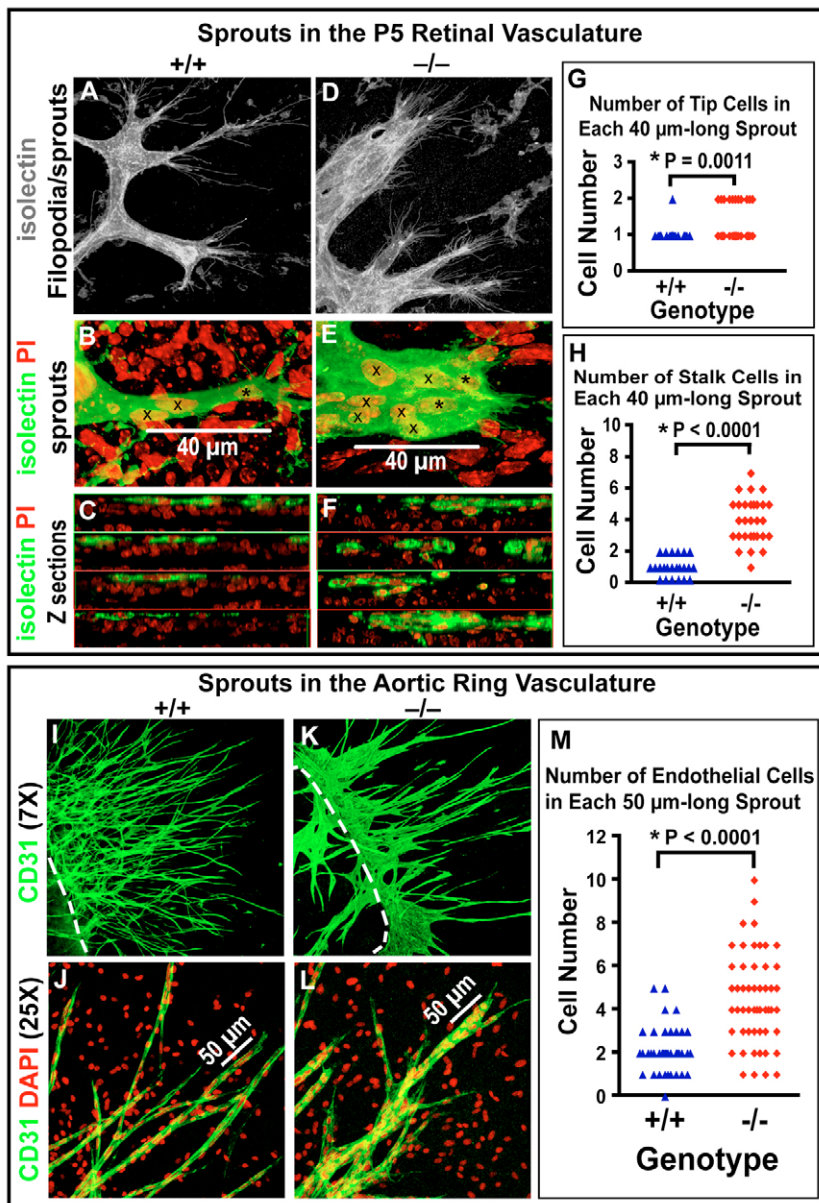 Sprouts in the P5 Retinal Vasculature
+/+
–/–
isolectin
Filopodia/sprouts
A
D
isolectin PI
sprouts
B
x
x
*
x
40 µm
E
x
x
*
x
*
x
x
x
40 µm
isolectin PI
Z sections
C
F
G
Number of Tip Cells in
Each 40 µm-long Sprout
* P = 0.0011
Cell Number
3
2
1
0
+/+
-/-
Genotype
H
Number of Stalk Cells in
Each 40 µm-long Sprout
* P < 0.0001
Cell Number
10
8
6
4
2
0
+/+
-/-
Genotype
Sprouts in the Aortic Ring Vasculature
+/+
–/–
CD31 (7X)
I
K
CD31 DAPI (25X)
J
50 µm
L
50 µm
M
Number of Endothelial Cells
in Each 50 µm-long Sprout
* P < 0.0001
Cell Number
12
10
8
6
4
2
0
+/+
-/-
Genotype